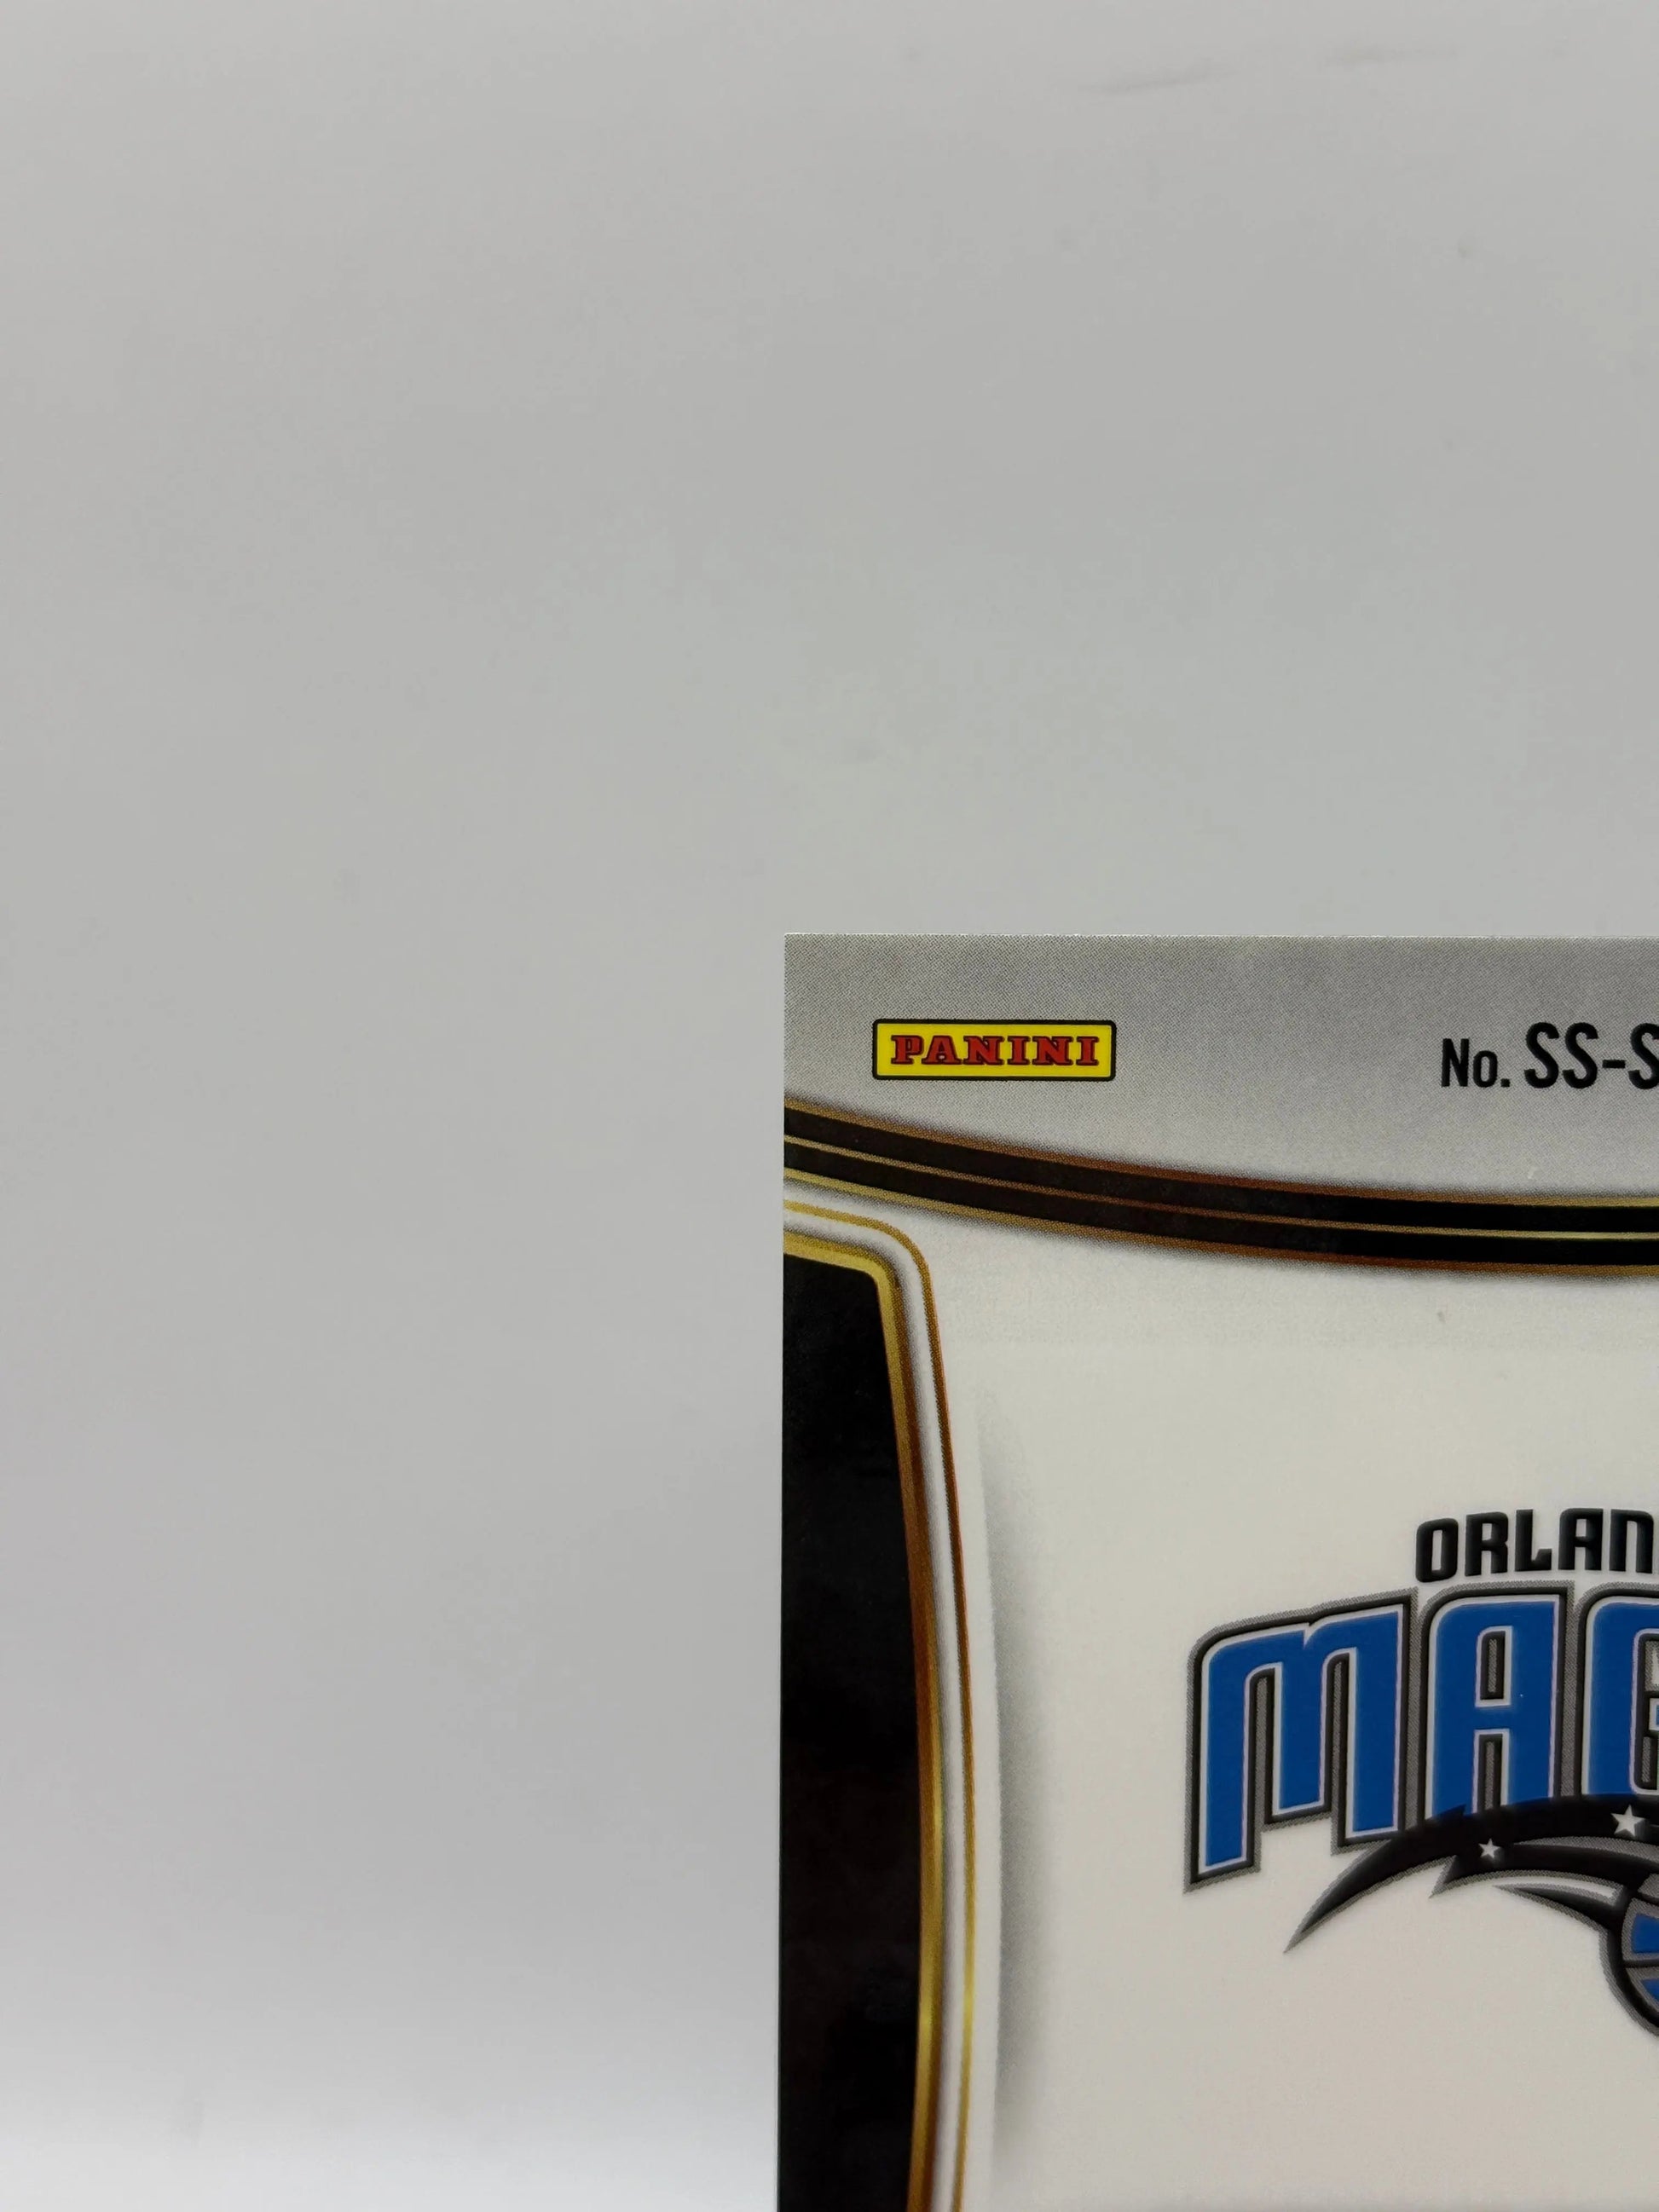 PANINI
No. SS-S
ORLAN
MAG